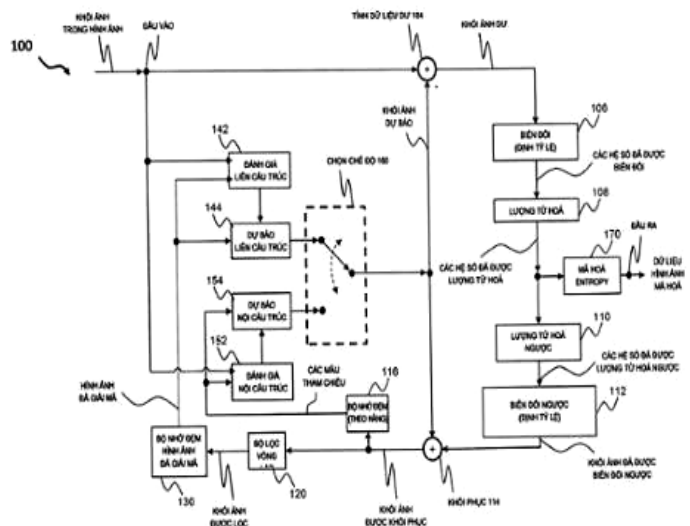 KHỐI ẢNH
TRONG HÌNH ẢNH
ĐẦU VÀO
TÍNH DỮ LIỆU DƯ 104
KHỐI ẢNH DƯ
100
KHỐI ẢNH
DỰ BÁO
142
ĐÁNH GIÁ
LIÊN CẤU TRÚC
CHỌN CHẾ ĐỘ 160
106
BIẾN ĐỔI
(ĐỊNH TỶ LỆ)
CÁC HỆ SỐ ĐÃ ĐƯỢC
BIẾN ĐỔI
144
DỰ BÁO
LIÊN CẤU TRÚC
108
LƯỢNG TỬ HOÁ
ĐẦU RA
170
MÃ HOÁ
ENTROPY
DỮ LIỆU
HÌNH ẢNH
MÃ HOÁ
CÁC HỆ SỐ ĐÃ ĐƯỢC
LƯỢNG TỬ HOÁ
154
DỰ BÁO
NỘI CẤU TRÚC
110
LƯỢNG TỬ HOÁ
NGƯỢC
152
ĐÁNH GIÁ
NỘI CẤU TRÚC
CÁC MẪU
THAM CHIẾU
CÁC HỆ SỐ ĐÃ ĐƯỢC
LƯỢNG TỬ HOÁ NGƯỢC
HÌNH ẢNH
ĐÃ GIẢI MÃ
116
BỘ NHỚ ĐỆM
(THEO HÀNG)
112
BIẾN ĐỔI NGƯỢC
(ĐỊNH TỶ LỆ)
BỘ NHỚ ĐỆM
HÌNH ẢNH
ĐÃ GIẢI MÃ
130
BỘ LỌC
VÒNG
120
KHỐI ẢNH
ĐƯỢC LỌC
KHỐI ẢNH
ĐƯỢC KHÔI PHỤC
KHÔI PHỤC 114
KHỐI ẢNH ĐÃ ĐƯỢC
BIẾN ĐỔI NGƯỢC